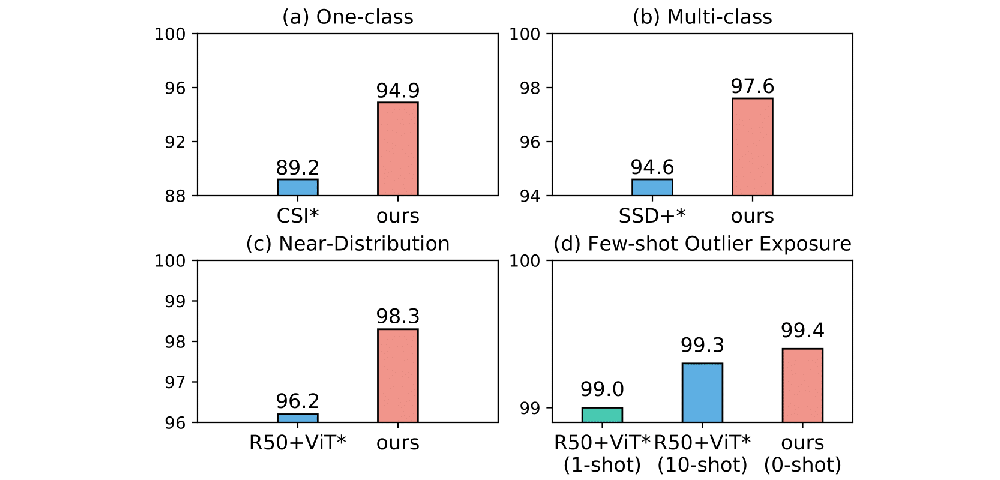 (a) One-class
100
96
92
88
89.2
94.9
CSI*
ours
(b) Multi-class
100
98
96
94
94.6
97.6
SSD+*
ours
(c) Near-Distribution
100
99
98
97
96
96.2
98.3
R50+ViT*
ours
(d) Few-shot Outlier Exposure
100
99
99.0
99.3
99.4
R50+ViT*
(1-shot)
R50+ViT*
(10-shot)
ours
(0-shot)